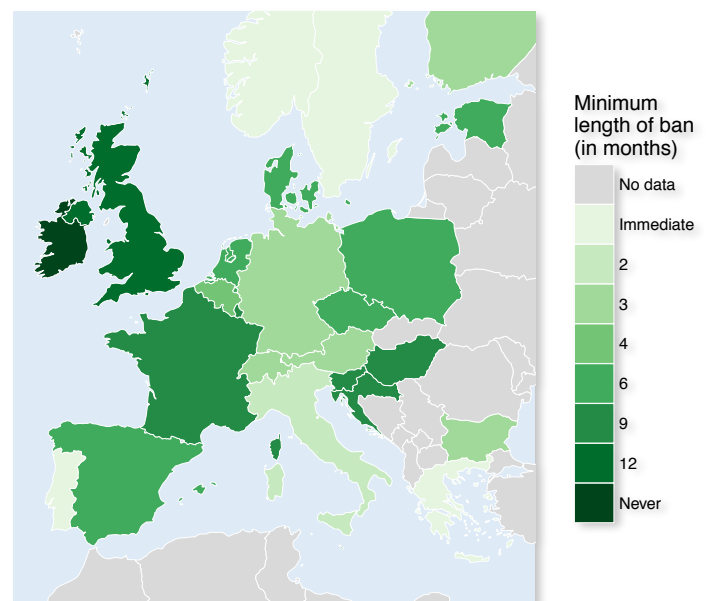 Minimum
length of ban
(in months)
No data
Immediate
2
3
4
6
9
12
Never